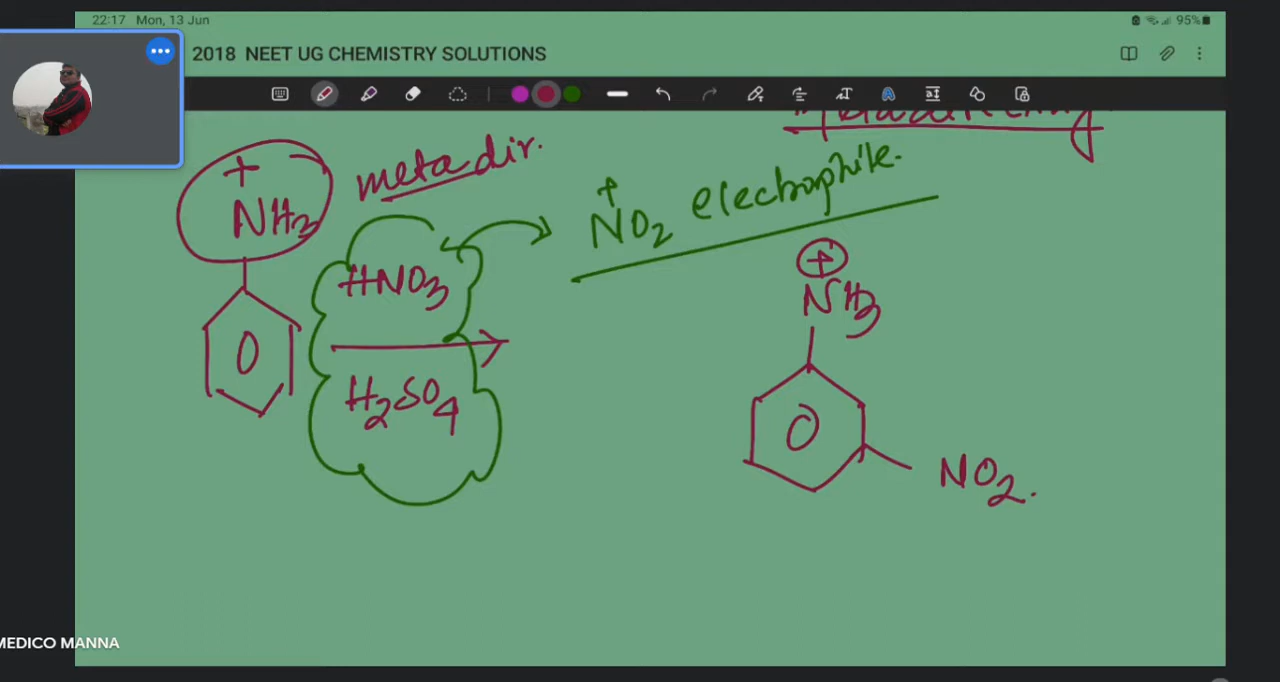 22:17 Mon, 13 Jun
95%
2018 NEET UG CHEMISTRY SOLUTIONS
+
NH3
meta dir.
+
NO2 electrophile.
HNO3
H2SO4
+
NH3
NO2.
MEDICO MANNA